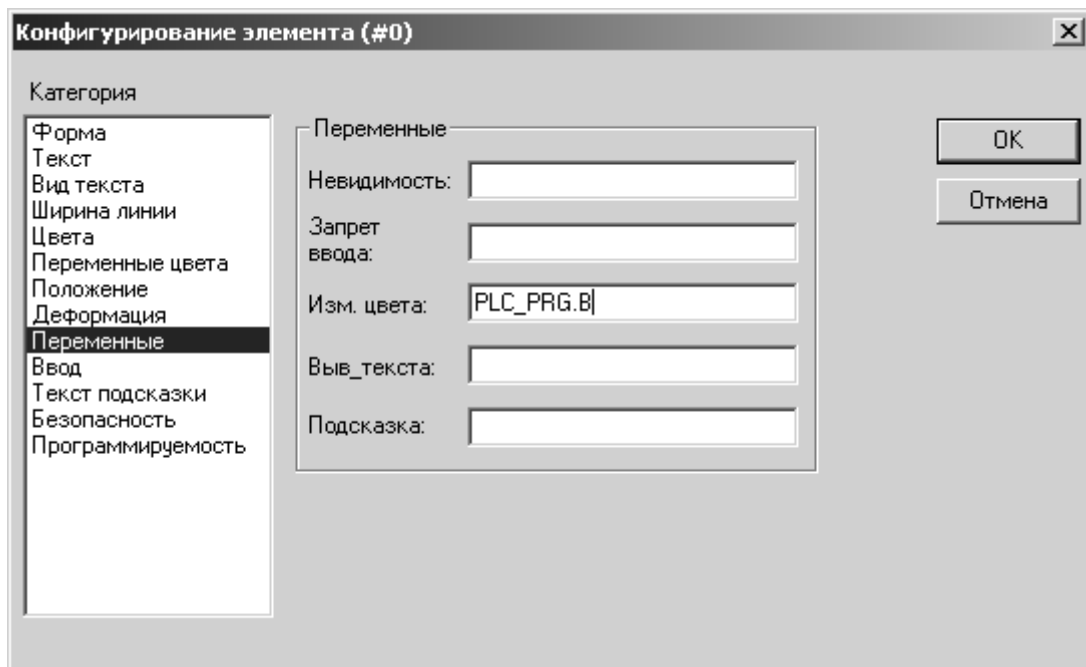 Конфигурирование элемента (#0)
Категория
Форма
Текст
Вид текста
Ширина линии
Цвета
Переменные цвета
Положение
Деформация
Переменные
Ввод
Текст подсказки
Безопасность
Программируемость
Переменные
Невидимость:
Запрет
ввода:
Изм. цвета: PLC_PRG.B
Выв_текста:
Подсказка:
OK
Отмена